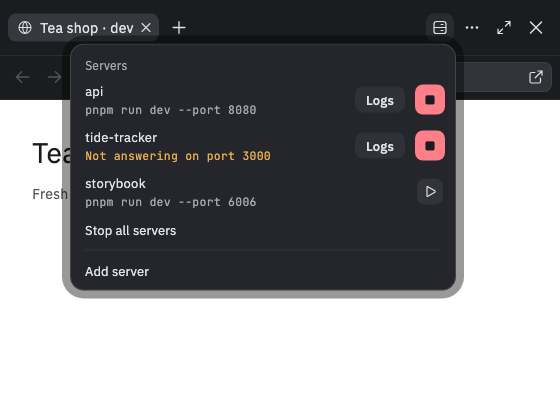 Tea shop · dev
Servers
api
pnpm run dev --port 8080
Logs
tide-tracker
Not answering on port 3000
Logs
storybook
pnpm run dev --port 6006
Stop all servers
Add server
Tea
Fresh